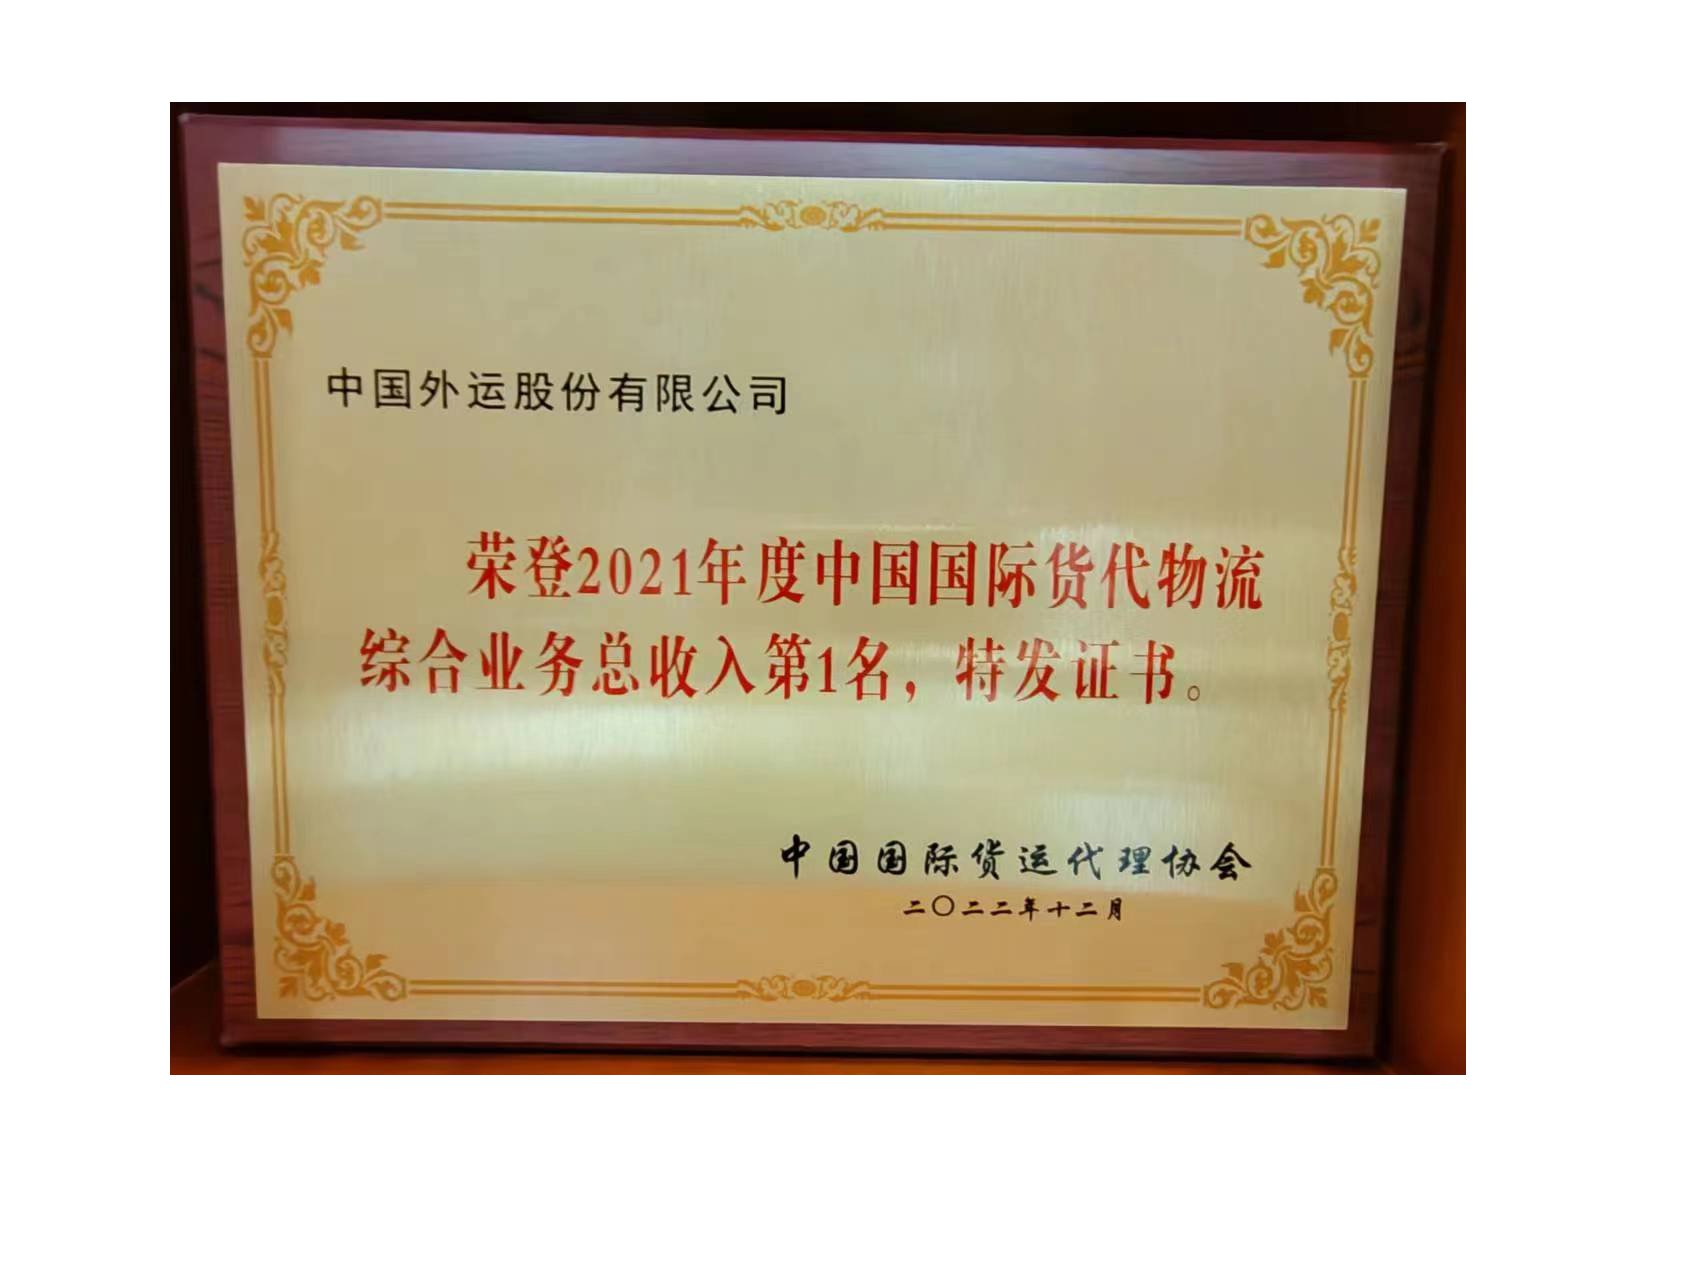 中国外运股份有限公司
荣登2021年度中国国际货代物流
综合业务总收入第1名，特发证书。
中国国际货运代理协会
二〇二二年十二月